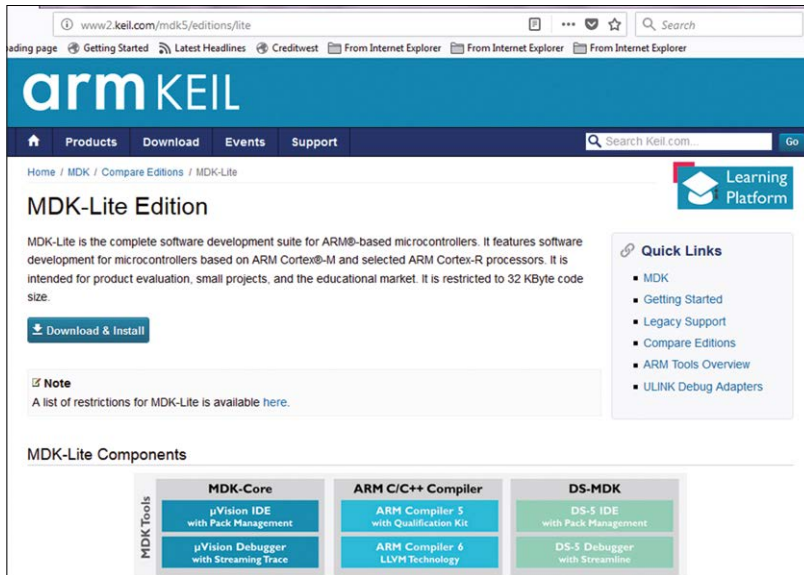 www2.keil.com/mdk5/editions/lite
Search
ading page Getting Started Latest Headlines Creditwest From Internet Explorer From Internet Explorer From Internet Explorer
arm KEIL
Products Download Events Support
Search Keil.com...
Go
Home / MDK / Compare Editions / MDK-Lite
Learning
Platform
MDK-Lite Edition
MDK-Lite is the complete software development suite for ARM®-based microcontrollers. It features software
development for microcontrollers based on ARM Cortex®-M and selected ARM Cortex-R processors. It is
intended for product evaluation, small projects, and the educational market. It is restricted to 32 KByte code
size.
Download & Install
Note
A list of restrictions for MDK-Lite is available here.
Quick Links
MDK
Getting Started
Legacy Support
Compare Editions
ARM Tools Overview
ULINK Debug Adapters
MDK-Lite Components
MDK Tools
MDK-Core
µVision IDE
with Pack Management
µVision Debugger
with Streaming Trace
ARM C/C++ Compiler
ARM Compiler 5
with Qualification Kit
ARM Compiler 6
LLVM Technology
DS-MDK
DS-5 IDE
with Pack Management
DS-5 Debugger
with Streamline